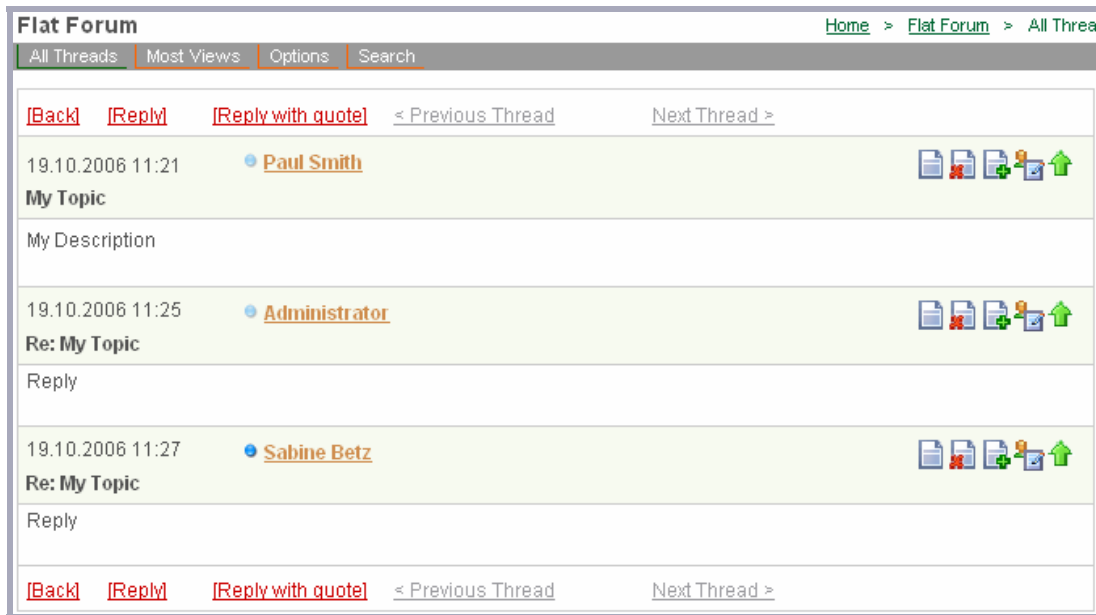 Flat Forum Home > Flat Forum > All Threa
All Threads Most Views Options Search
[Back] [Reply] [Reply with quote] < Previous Thread Next Thread >
19.10.2006 11:21 Paul Smith
My Topic
My Description
19.10.2006 11:25 Administrator
Re: My Topic
Reply
19.10.2006 11:27 Sabine Betz
Re: My Topic
Reply
[Back] [Reply] [Reply with quote] < Previous Thread Next Thread >